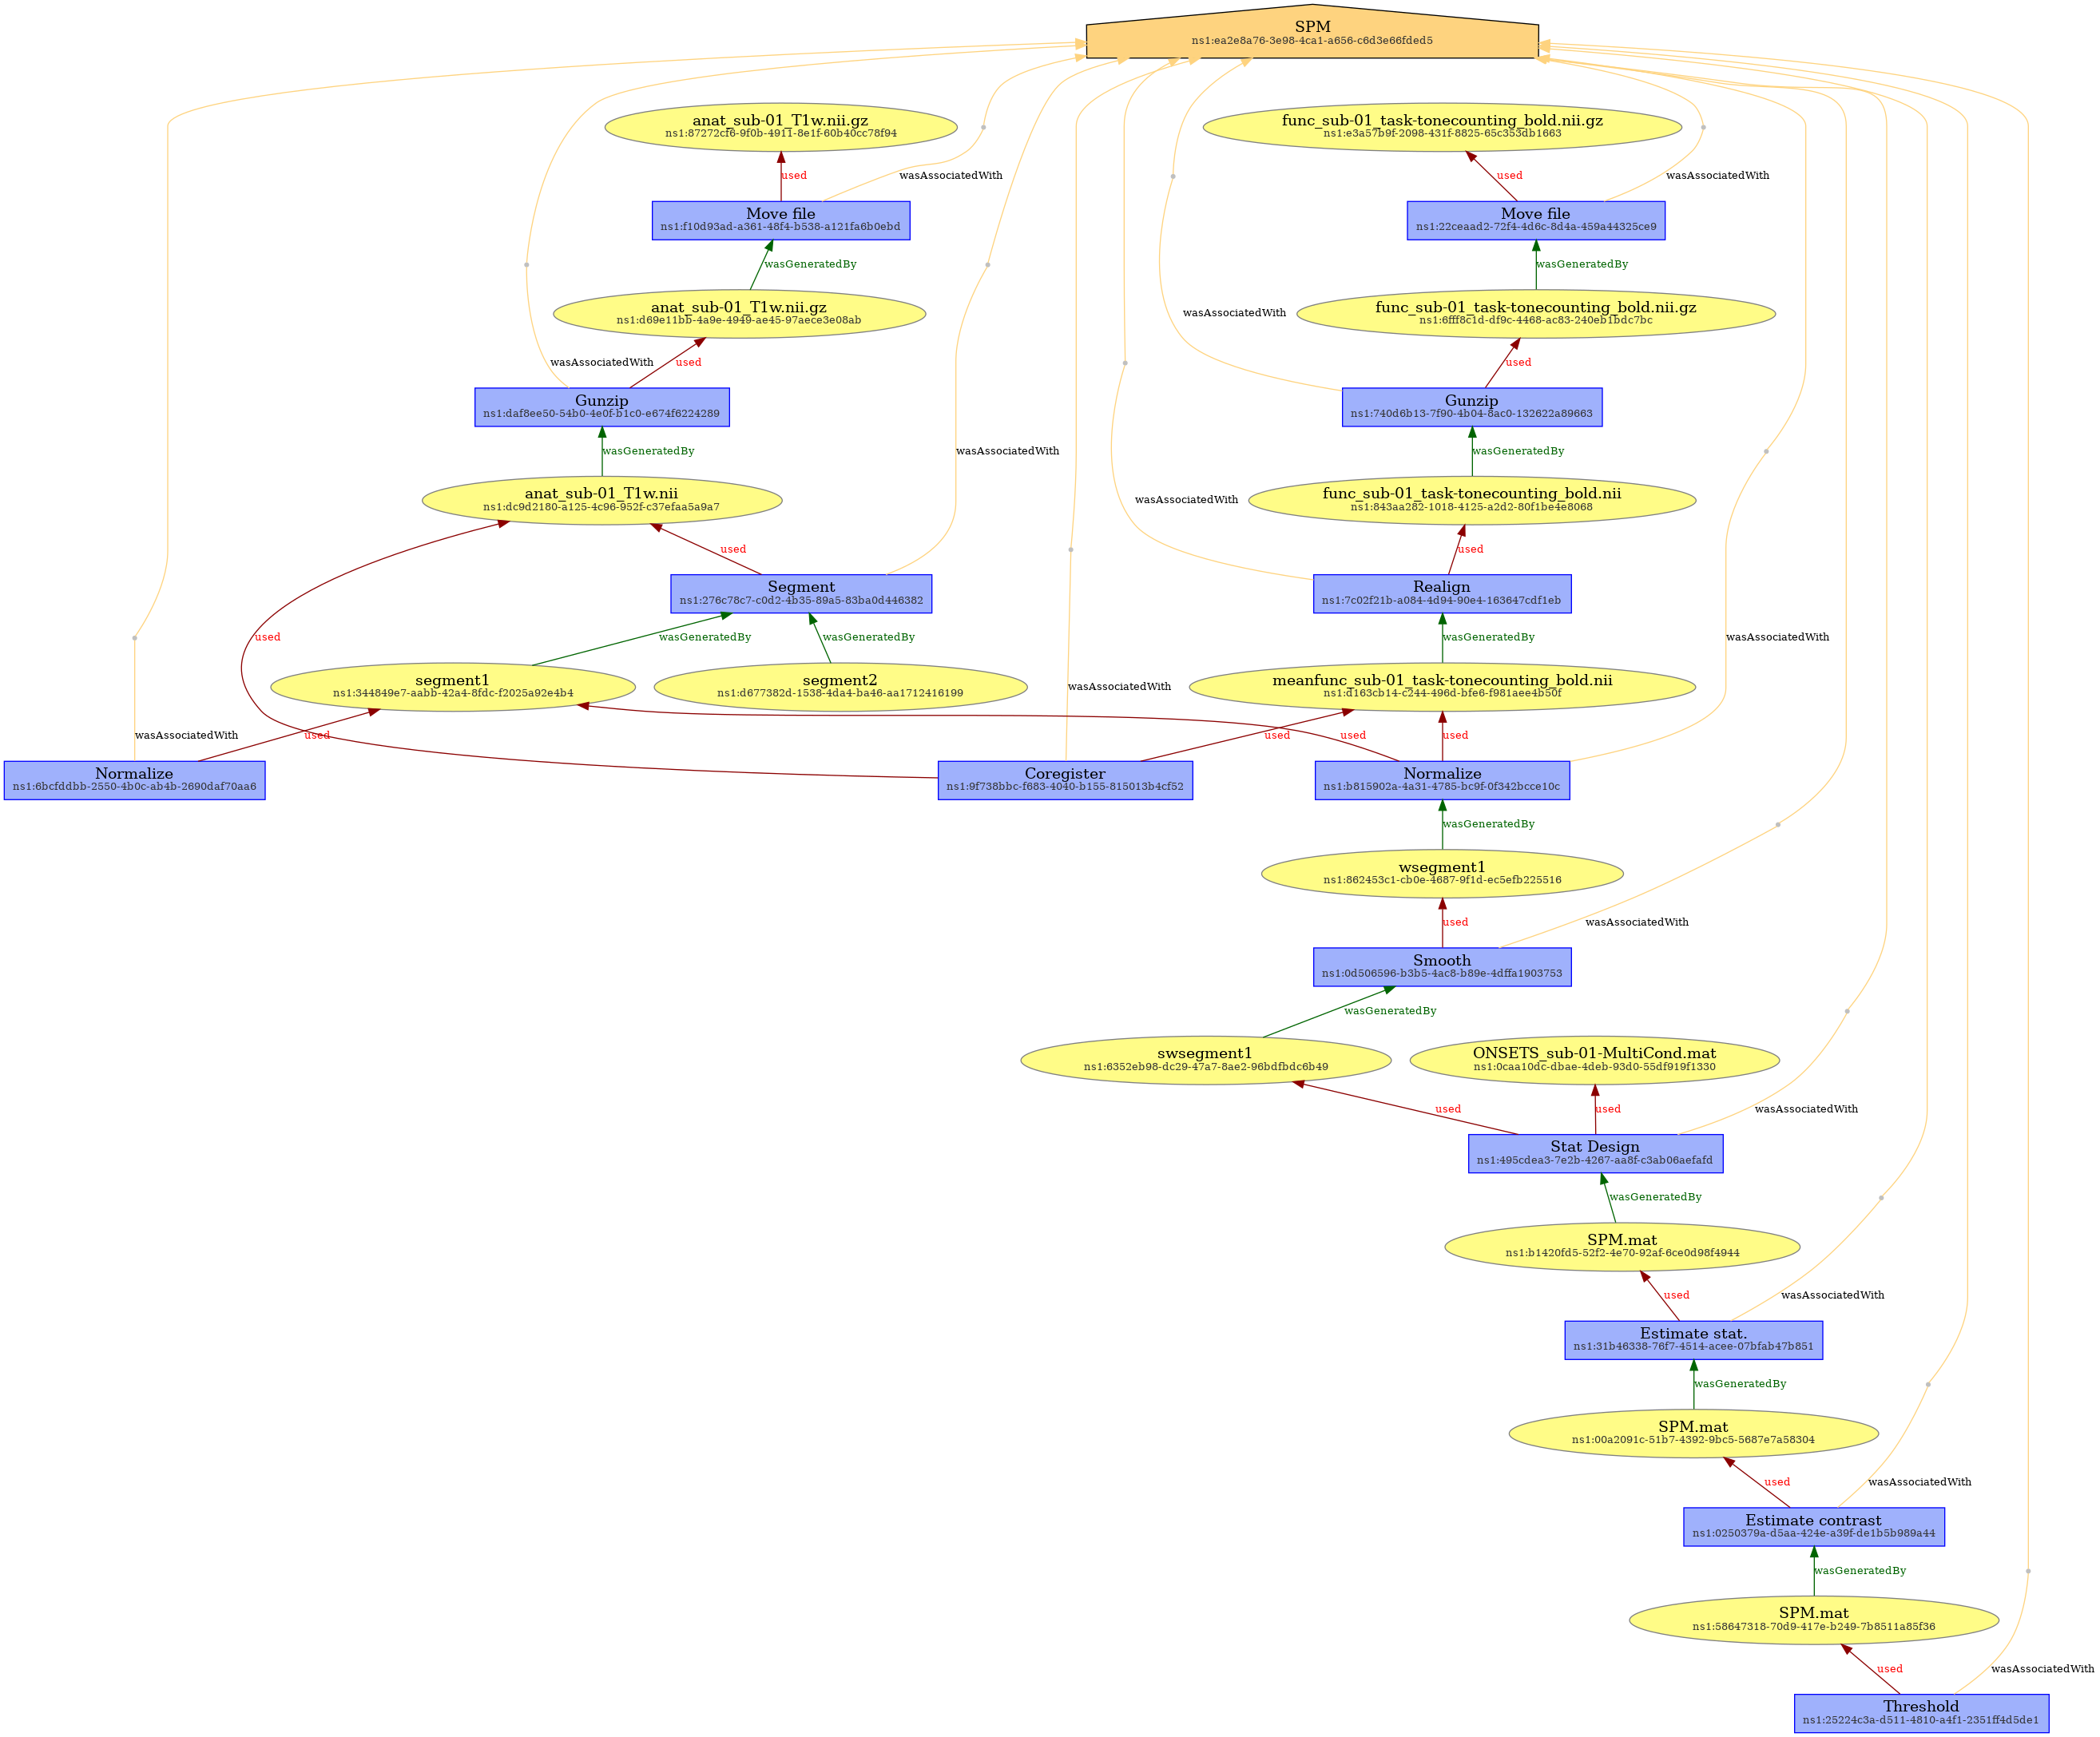 SPM
ns1:ea2e8a76-3e98-4ca1-a656-c6d3e66fded5
anat_sub-01_T1w.nii.gz
ns1:87272cf6-9f0b-4911-8e1f-60b40cc78f94
func_sub-01_task-tonecounting_bold.nii.gz
ns1:e3a57b9f-2098-431f-8825-65c353db1663
used
wasAssociatedWith
used
wasAssociatedWith
Move file
ns1:f10d93ad-a361-48f4-b538-a121fa6b0ebd
Move file
ns1:22ceaad2-72f4-4d6c-8d4a-459a44325ce9
wasGeneratedBy
wasGeneratedBy
anat_sub-01_T1w.nii.gz
ns1:d69e11bb-4a9e-4949-ae45-97aece3e08ab
wasAssociatedWith
func_sub-01_task-tonecounting_bold.nii.gz
ns1:6fff8c1d-df9c-4468-ac83-240eb1bdc7bc
wasAssociatedWith
used
used
Gunzip
ns1:daf8ee50-54b0-4e0f-b1c0-e674f6224289
Gunzip
ns1:740d6b13-7f90-4b04-8ac0-132622a89663
wasGeneratedBy
wasAssociatedWith
wasGeneratedBy
anat_sub-01_T1w.nii
ns1:dc9d2180-a125-4c96-952f-c37efaa5a9a7
wasAssociatedWith
func_sub-01_task-tonecounting_bold.nii
ns1:843aa282-1018-4125-a2d2-80f1be4e8068
used
used
Segment
ns1:276c78c7-c0d2-4b35-89a5-83ba0d446382
Realign
ns1:7c02f21b-a084-4d94-90e4-163647cdf1eb
used
wasGeneratedBy
wasGeneratedBy
wasGeneratedBy
wasAssociatedWith
segment1
ns1:344849e7-aabb-42a4-8fdc-f2025a92e4b4
segment2
ns1:d677382d-1538-4da4-ba46-aa1712416199
wasAssociatedWith
meanfunc_sub-01_task-tonecounting_bold.nii
ns1:d163cb14-c244-496d-bfe6-f981aee4b50f
wasAssociatedWith
used
used
used
used
Normalize
ns1:6bcfddbb-2550-4b0c-ab4b-2690daf70aa6
Coregister
ns1:9f738bbc-f683-4040-b155-815013b4cf52
Normalize
ns1:b815902a-4a31-4785-bc9f-0f342bcce10c
wasGeneratedBy
wsegment1
ns1:862453c1-cb0e-4687-9f1d-ec5efb225516
used
wasAssociatedWith
Smooth
ns1:0d506596-b3b5-4ac8-b89e-4dffa1903753
wasGeneratedBy
swsegment1
ns1:6352eb98-dc29-47a7-8ae2-96bdfbdc6b49
ONSETS_sub-01-MultiCond.mat
ns1:0caa10dc-dbae-4deb-93d0-55df919f1330
used
used
wasAssociatedWith
Stat Design
ns1:495cdea3-7e2b-4267-aa8f-c3ab06aefafd
wasGeneratedBy
SPM.mat
ns1:b1420fd5-52f2-4e70-92af-6ce0d98f4944
used
wasAssociatedWith
Estimate stat.
ns1:31b46338-76f7-4514-acee-07bfab47b851
wasGeneratedBy
SPM.mat
ns1:00a2091c-51b7-4392-9bc5-5687e7a58304
used
wasAssociatedWith
Estimate contrast
ns1:0250379a-d5aa-424e-a39f-de1b5b989a44
wasGeneratedBy
SPM.mat
ns1:58647318-70d9-417e-b249-7b8511a85f36
used
wasAssociatedWith
Threshold
ns1:25224c3a-d511-4810-a4f1-2351ff4d5de1